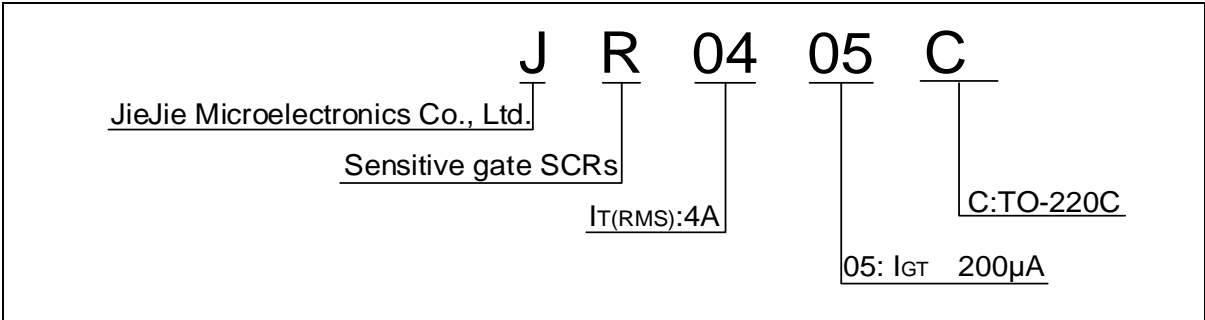 J R 04 05 C
JieJie Microelectronics Co., Ltd.
Sensitive gate SCRs
IT(RMS):4A
C:TO-220C
05: IGT 200µA